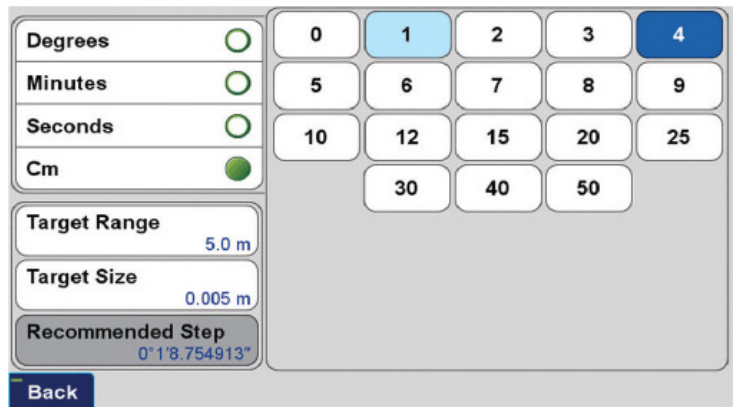 Degrees
Minutes
Seconds
Cm
Target Range
5.0 m
Target Size
0.005 m
Recommended Step
0°1'8.754913"
0 1 2 3 4
5 6 7 8 9
10 12 15 20 25
30 40 50
Back